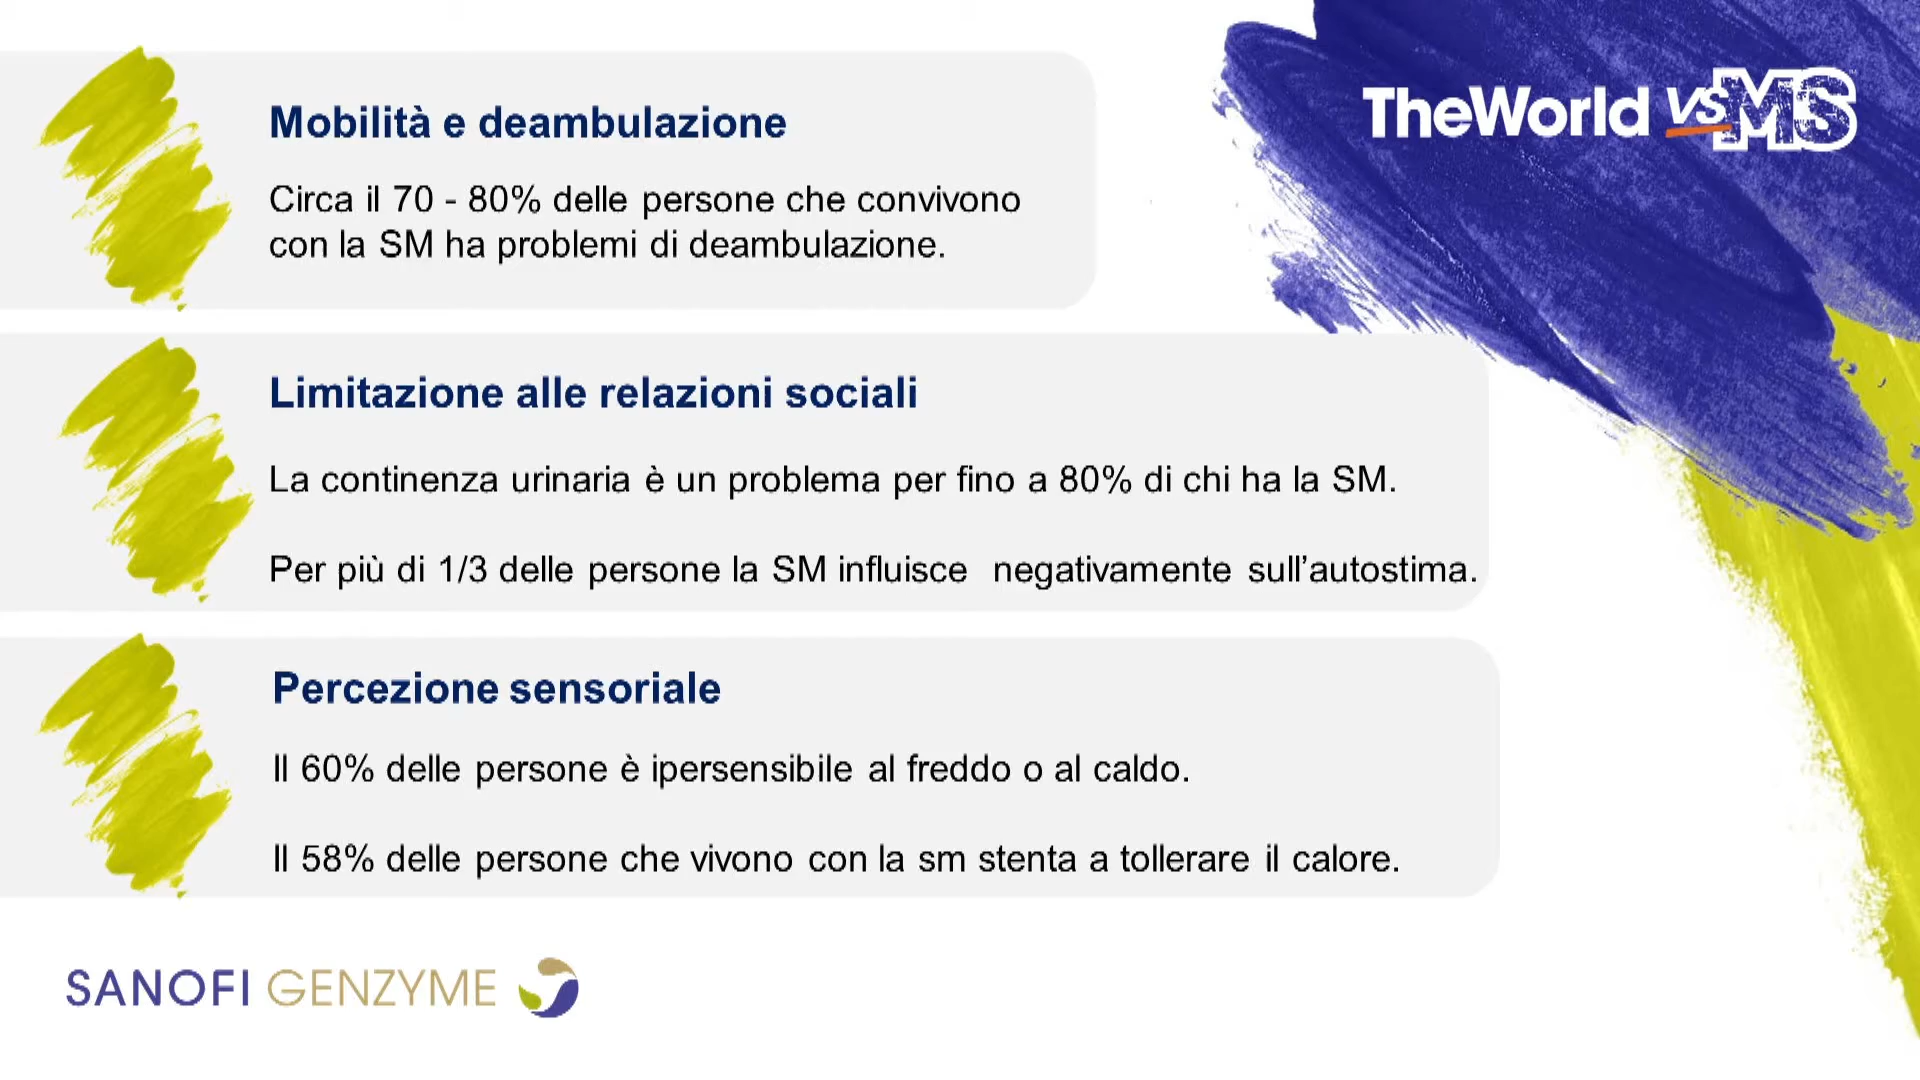 TheWorld vs MS
Mobilità e deambulazione
Circa il 70 - 80% delle persone che convivono
con la SM ha problemi di deambulazione.
Limitazione alle relazioni sociali
La continenza urinaria è un problema per fino a 80% di chi ha la SM.
Per più di 1/3 delle persone la SM influisce  negativamente sull’autostima.
Percezione sensoriale
Il 60% delle persone è ipersensibile al freddo o al caldo.
Il 58% delle persone che vivono con la sm stenta a tollerare il calore.
SANOFI GENZYME